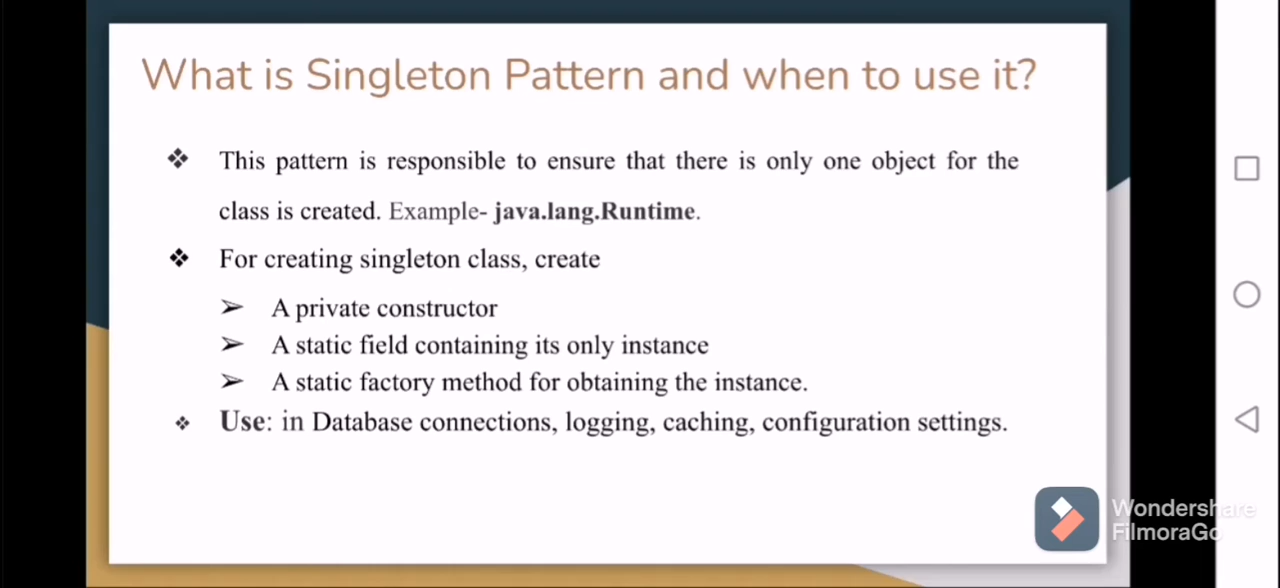 What is Singleton Pattern and when to use it?
❖ This pattern is responsible to ensure that there is only one object for the
class is created. Example- java.lang.Runtime.
❖ For creating singleton class, create
➢ A private constructor
➢ A static field containing its only instance
➢ A static factory method for obtaining the instance.
❖ Use: in Database connections, logging, caching, configuration settings.
Wondershare
FilmoraGo